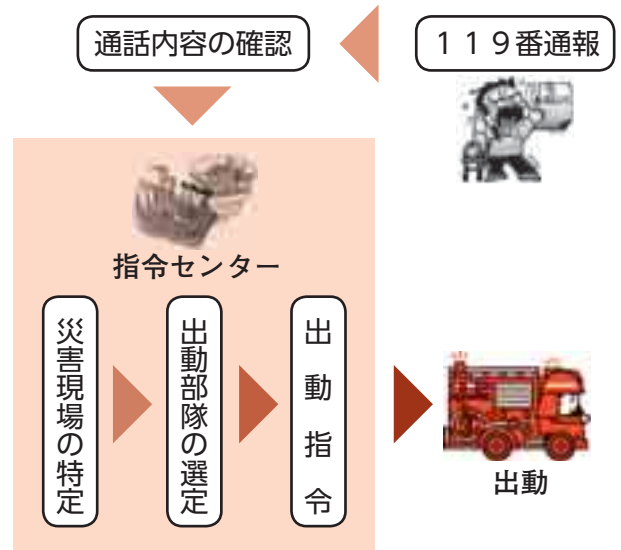 １１９番通報
通話内容の確認
指令センター
災害現場の特定
出動部隊の選定
出動指令
出動